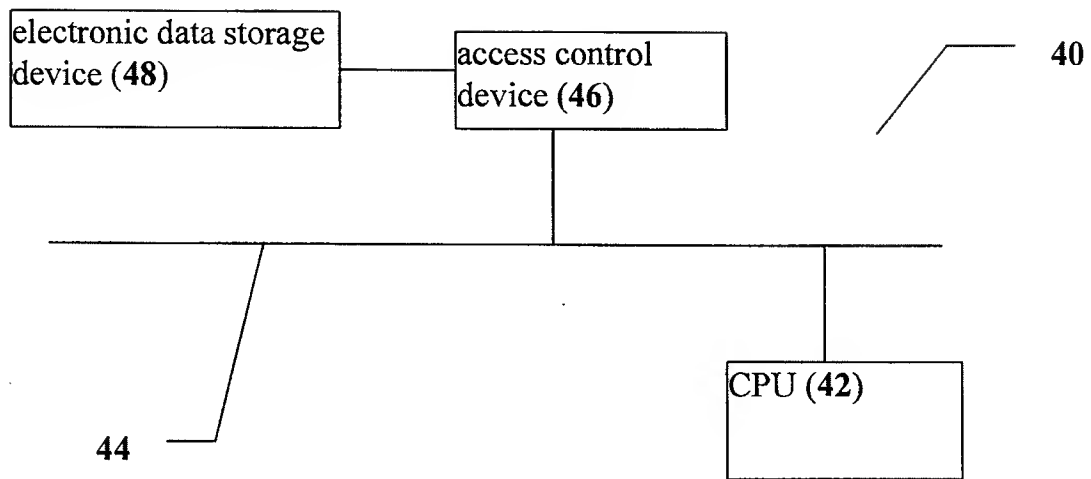 electronic data storage
device (48)
access control
device (46)
40
CPU (42)
44